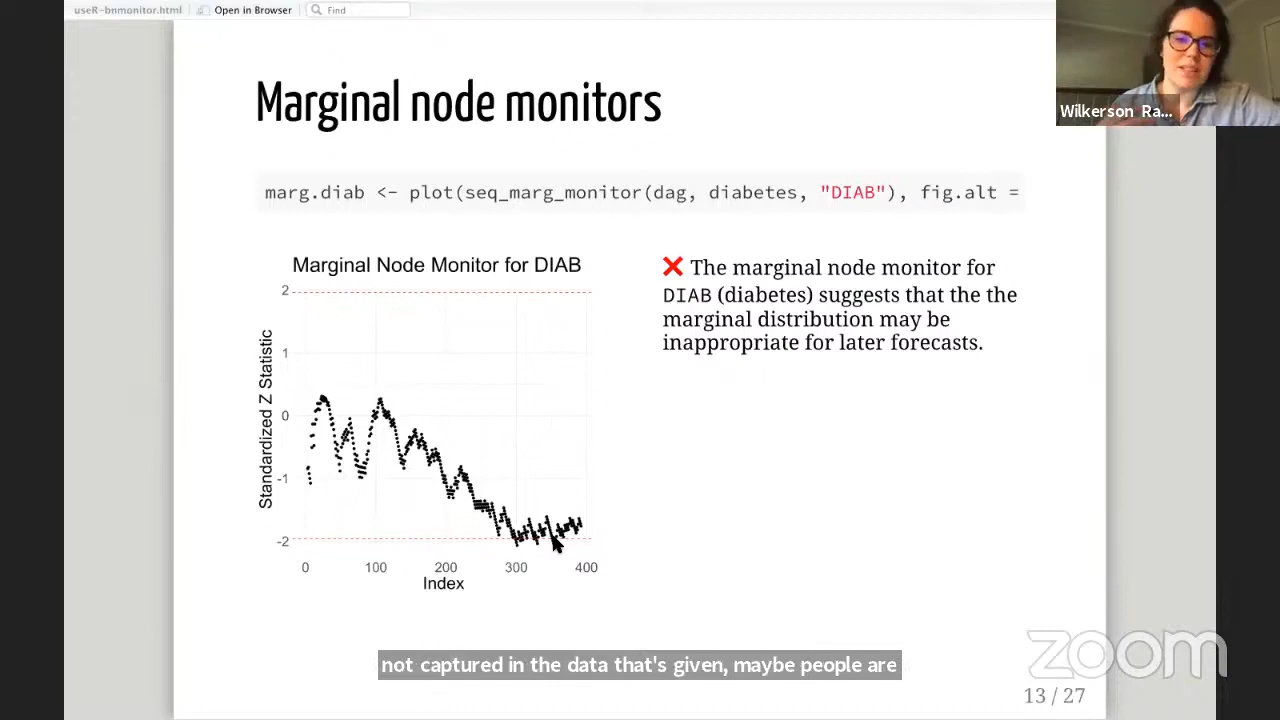 useR-bnmonitor.html Open in Browser Find
Wilkerson Ra...
Marginal node monitors
marg.diab <- plot(seq_marg_monitor(dag, diabetes, "DIAB"), fig.alt =
Marginal Node Monitor for DIAB
2
1
0
-1
-2
Standardized Z Statistic
0 100 200 300 400
Index
❌ The marginal node monitor for
DIAB (diabetes) suggests that the the
marginal distribution may be
inappropriate for later forecasts.
not captured in the data that's given, maybe people are
zoom
13 / 27